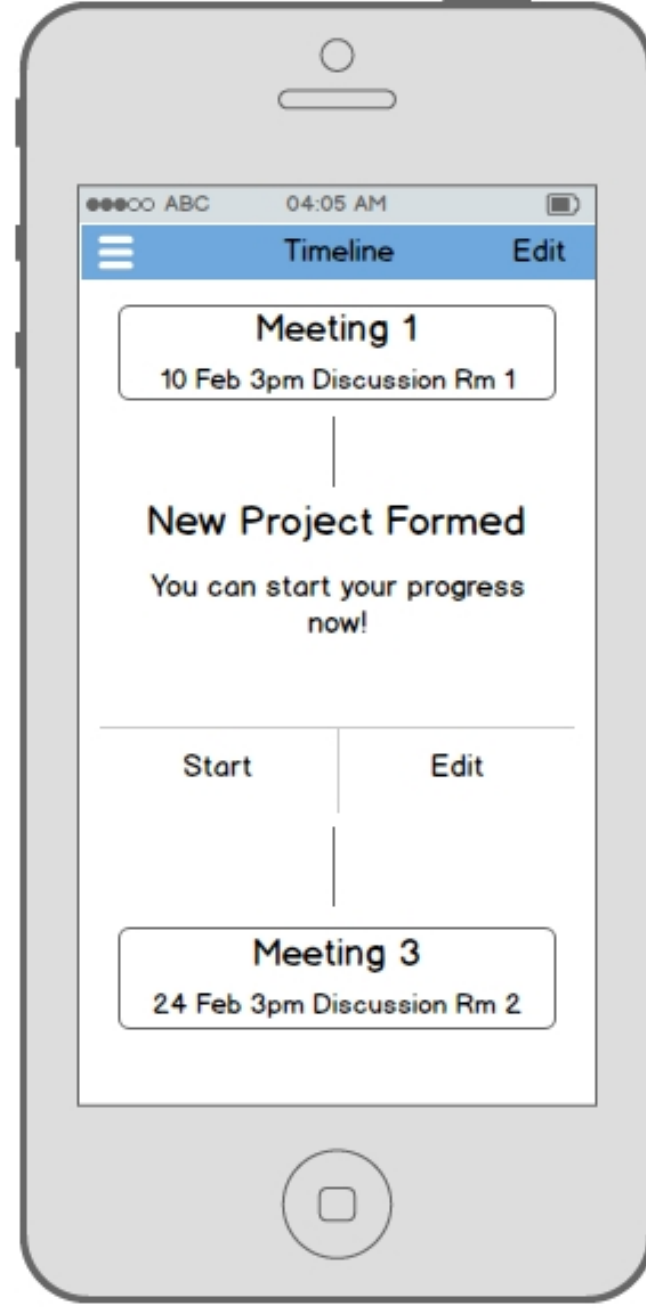 ABC 04:05 AM
Timeline Edit
Meeting 1
10 Feb 3pm Discussion Rm 1
New Project Formed
You can start your progress
now!
Start Edit
Meeting 3
24 Feb 3pm Discussion Rm 2